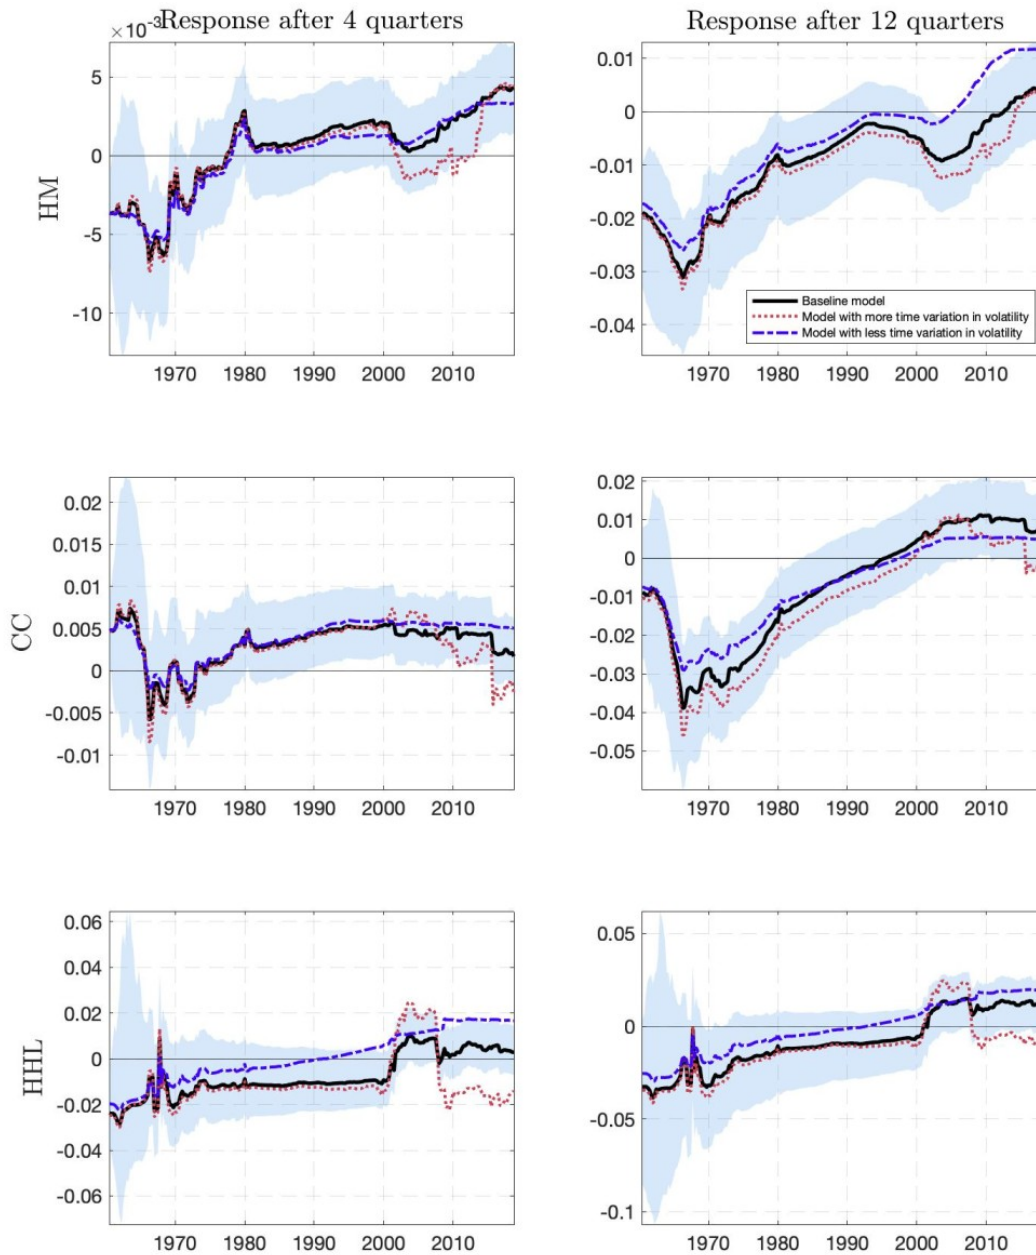 Response after 4 quarters
Response after 12 quarters
×10⁻³
5
0
-5
-10
HM
1970 1980 1990 2000 2010
0.01
0
-0.01
-0.02
-0.03
-0.04
Baseline model
Model with more time variation in volatility
Model with less time variation in volatility
1970 1980 1990 2000 2010
0.02
0.015
0.01
0.005
0
-0.005
-0.01
CC
1970 1980 1990 2000 2010
0.02
0.01
0
-0.01
-0.02
-0.03
-0.04
-0.05
1970 1980 1990 2000 2010
0.06
0.04
0.02
0
-0.02
-0.04
-0.06
HHL
1970 1980 1990 2000 2010
0.05
0
-0.05
-0.1
1970 1980 1990 2000 2010